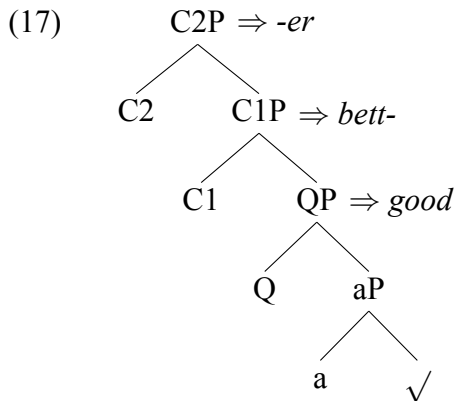 (17) C2P ⇒ -er
C2 C1P ⇒ bett-
C1 QP ⇒ good
Q aP
a √